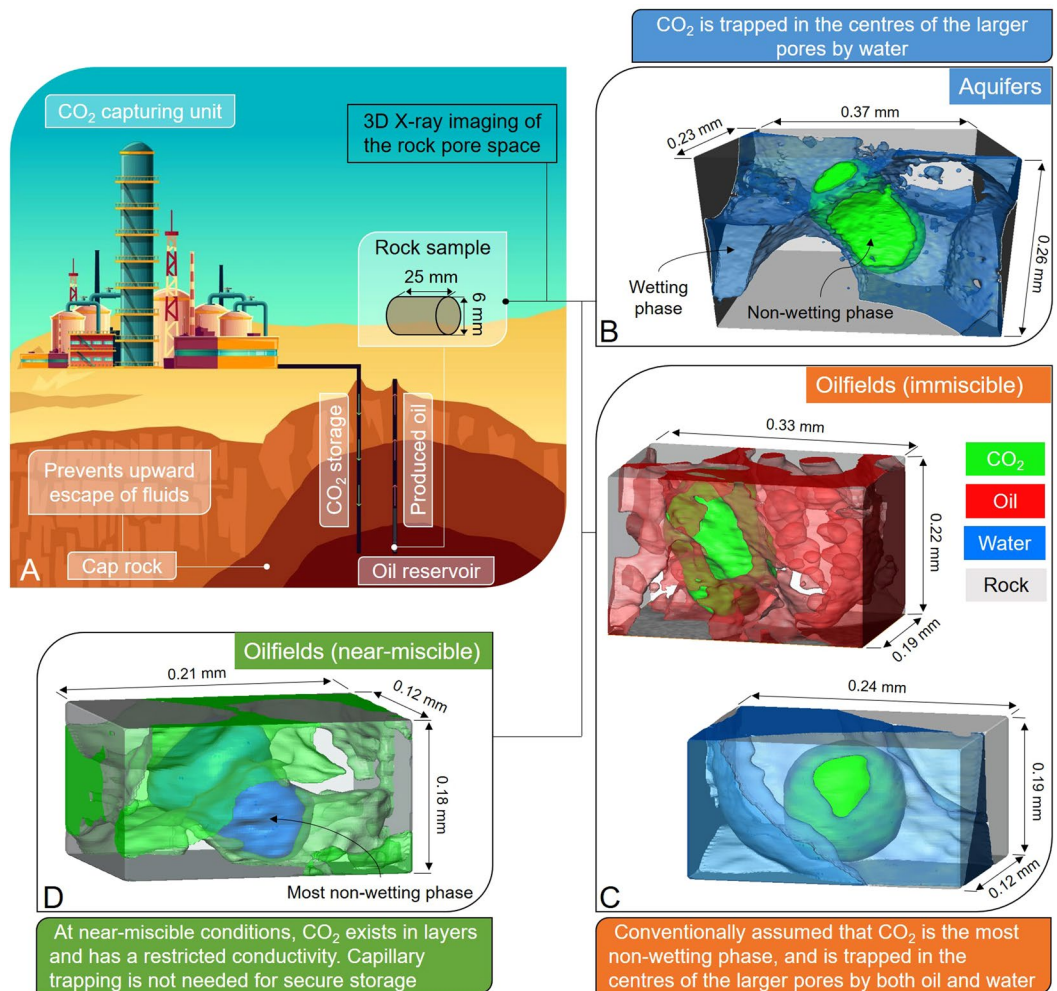 CO₂ is trapped in the centres of the larger
pores by water
CO₂ capturing unit
3D X-ray imaging of
the rock pore space
Rock sample
25 mm
6 mm
CO₂ storage
Produced oil
Prevents upward
escape of fluids
Cap rock
Oil reservoir
A
Aquifers
0.37 mm
0.23 mm
0.26 mm
Wetting
phase
Non-wetting phase
B
Oilfields (immiscible)
0.33 mm
0.22 mm
0.19 mm
CO₂
Oil
Water
Rock
0.24 mm
0.19 mm
0.12 mm
C
Conventionally assumed that CO₂ is the most
non-wetting phase, and is trapped in the
centres of the larger pores by both oil and water
Oilfields (near-miscible)
0.21 mm
0.12 mm
0.18 mm
Most non-wetting phase
D
At near-miscible conditions, CO₂ exists in layers
and has a restricted conductivity. Capillary
trapping is not needed for secure storage